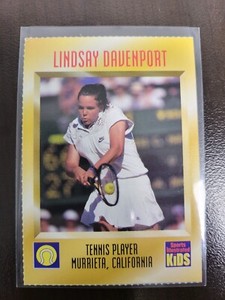 LINDSAY DAVENPORT
TENNIS PLAYER
MURRIETA, CALIFORNIA
Sports
Illustrated
KIDS